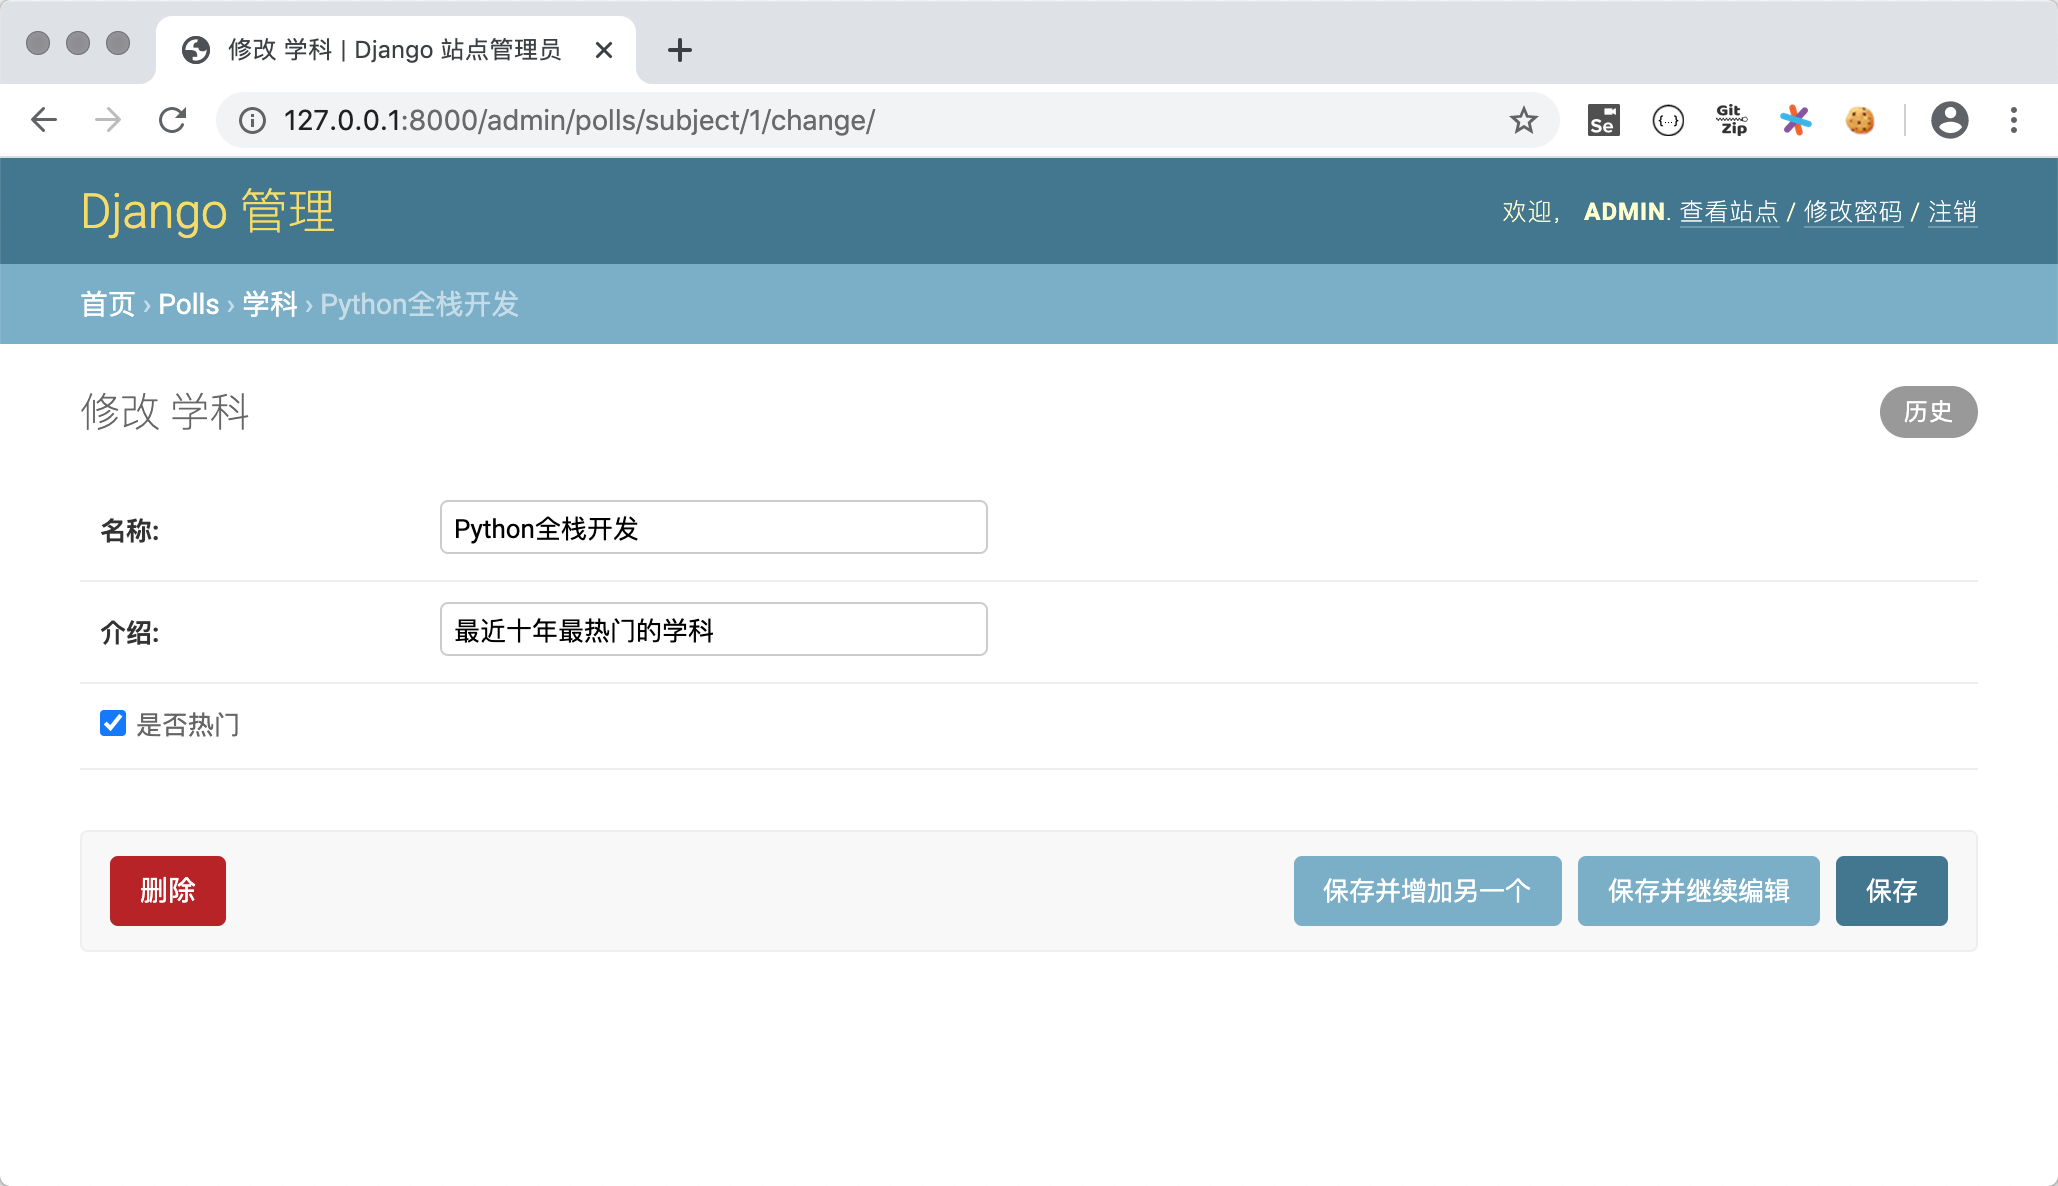 修改 学科 | Django 站点管理员
127.0.0.1:8000/admin/polls/subject/1/change/
Se
{...}
Git
zip
Django 管理
欢迎， ADMIN. 查看站点 / 修改密码 / 注销
首页 › Polls › 学科 › Python全栈开发
修改 学科
历史
名称:
Python全栈开发
介绍:
最近十年最热门的学科
是否热门
删除
保存并增加另一个
保存并继续编辑
保存